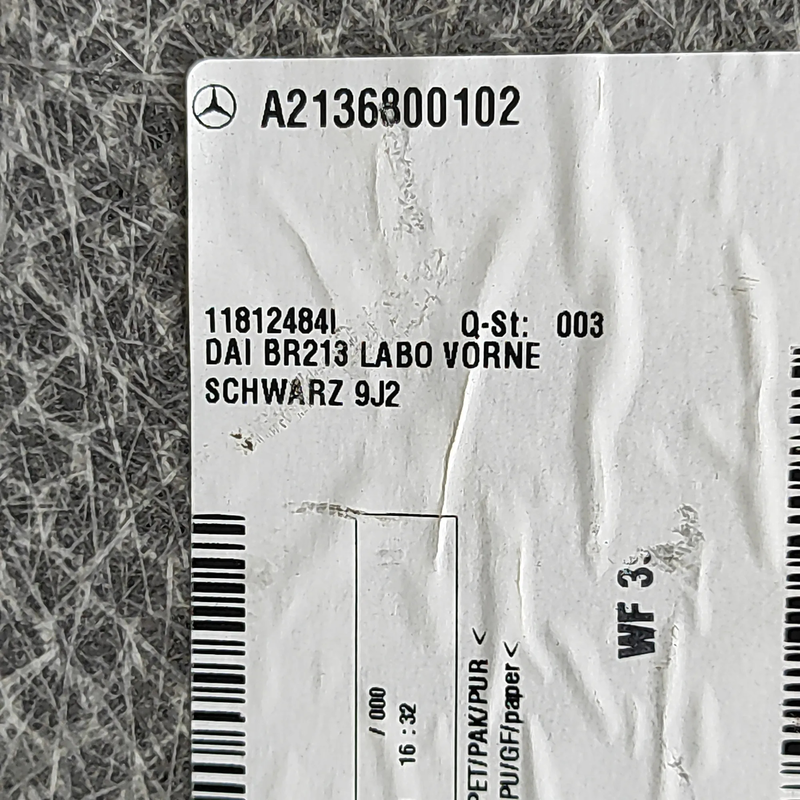 A2136800102
11812484I
Q-St: 003
DAI BR213 LABO VORNE
SCHWARZ 9J2
/ 000
16 : 32
PET/PAK/PUR <
PU/GF/paper <
WF 3